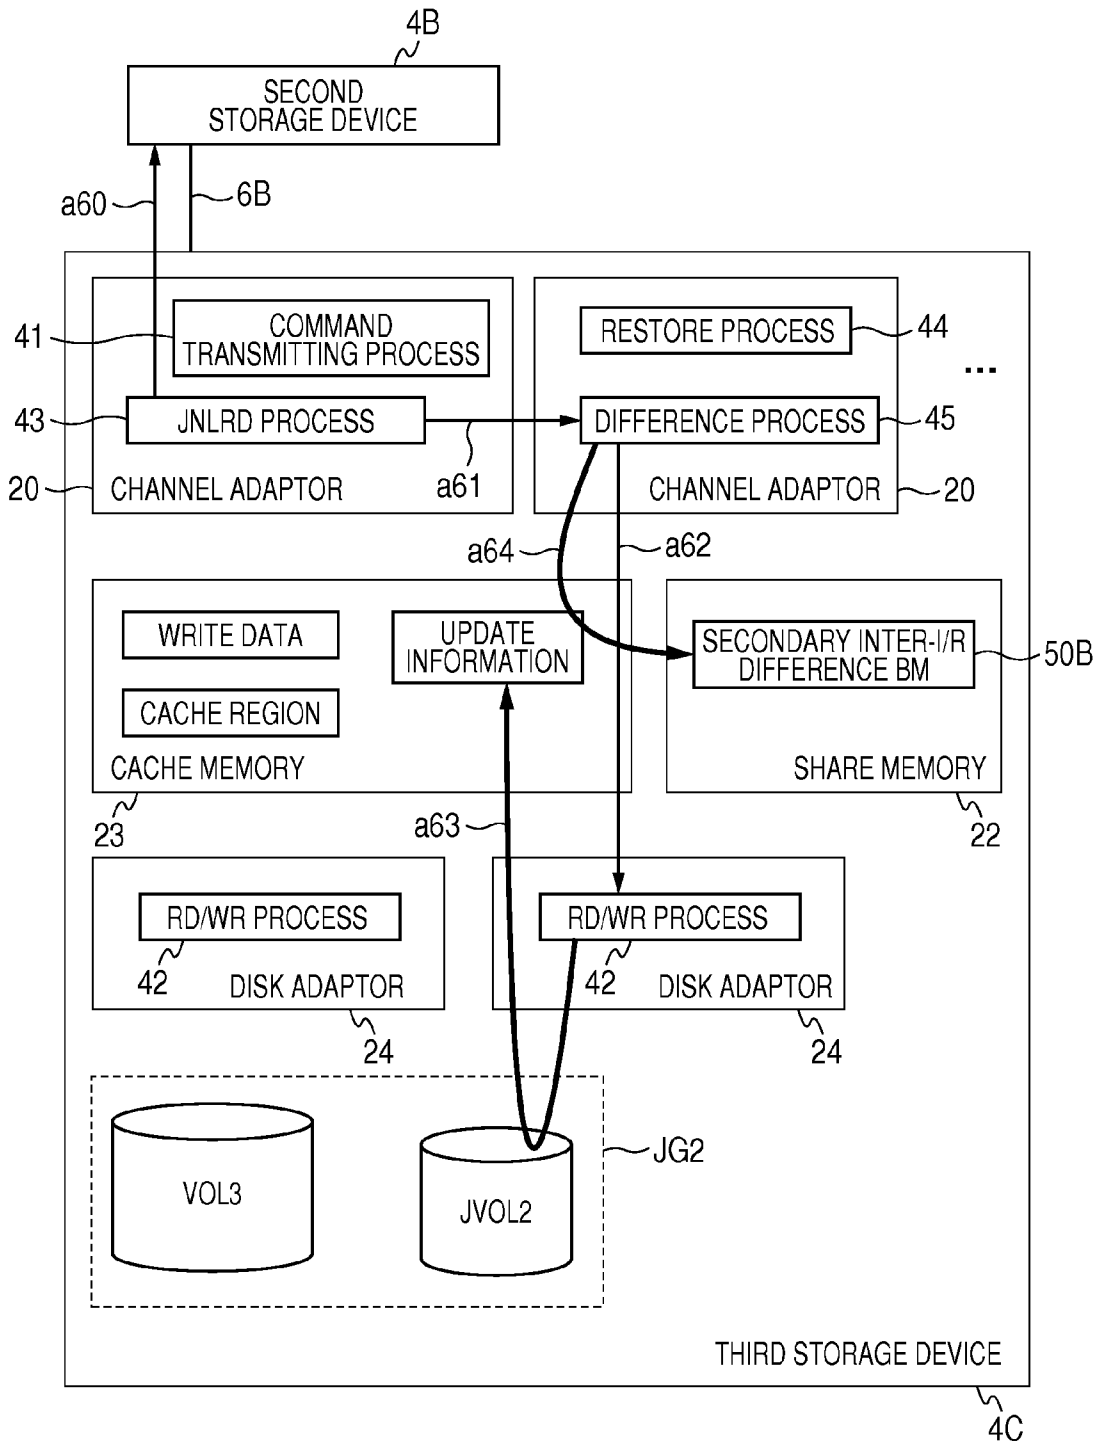 4B
SECOND
STORAGE DEVICE
a60
6B
41
COMMAND
TRANSMITTING PROCESS
RESTORE PROCESS
44
...
43
JNLRD PROCESS
DIFFERENCE PROCESS
45
a61
20
CHANNEL ADAPTOR
CHANNEL ADAPTOR
20
a64
a62
WRITE DATA
UPDATE
INFORMATION
SECONDARY INTER-I/R
DIFFERENCE BM
50B
CACHE REGION
CACHE MEMORY
SHARE MEMORY
23
a63
22
RD/WR PROCESS
RD/WR PROCESS
42
DISK ADAPTOR
42
DISK ADAPTOR
24
24
VOL3
JVOL2
JG2
THIRD STORAGE DEVICE
4C